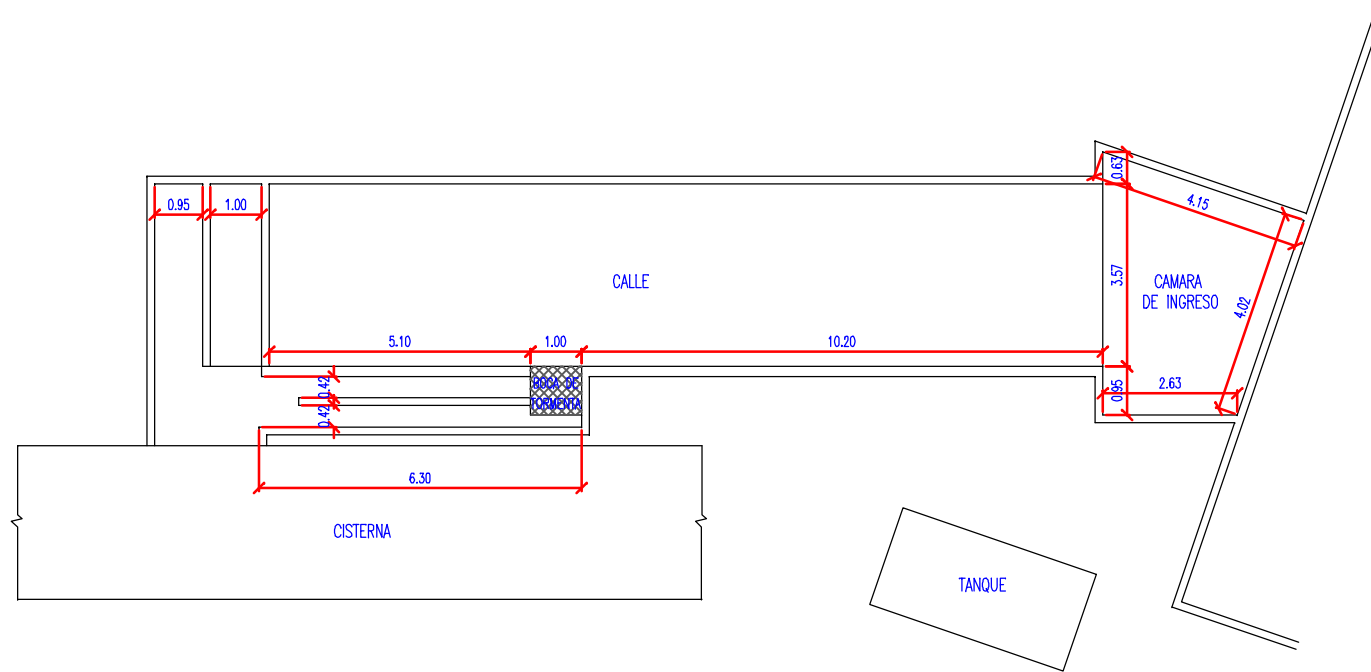 0.63
4.15
0.95
1.00
CALLE
3.57
CAMARA
DE INGRESO
4.02
5.10
1.00
10.20
0.42
BOCA DE
TORMENTA
0.42
0.95
2.63
6.30
CISTERNA
TANQUE